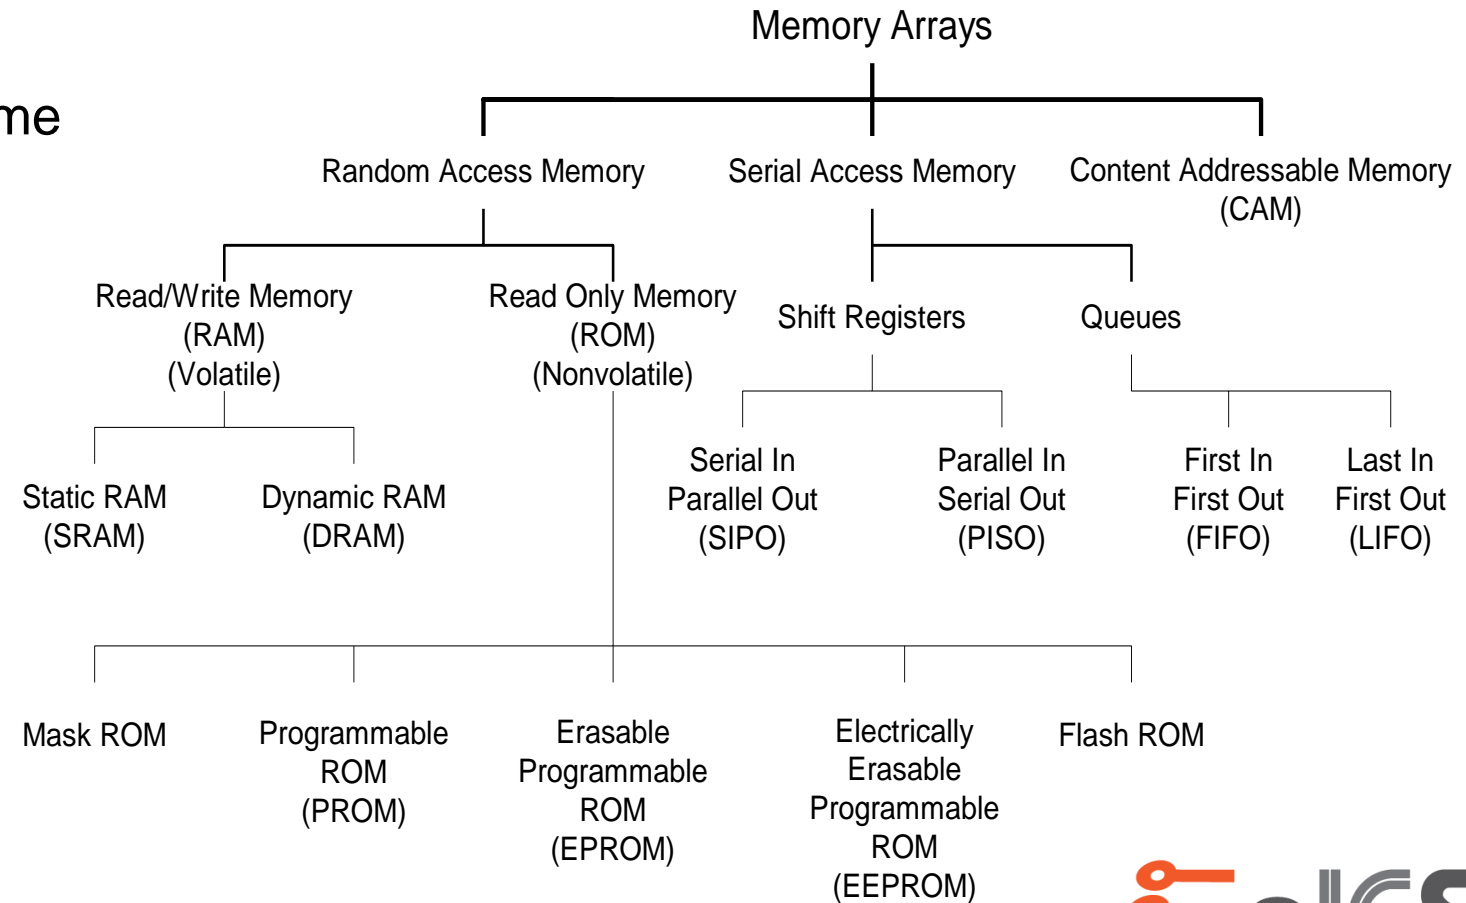 Memory Arrays
me
Random Access Memory
Serial Access Memory
Content Addressable Memory
(CAM)
Read/Write Memory
(RAM)
(Volatile)
Read Only Memory
(ROM)
(Nonvolatile)
Shift Registers
Queues
Static RAM
(SRAM)
Dynamic RAM
(DRAM)
Serial In
Parallel Out
(SIPO)
Parallel In
Serial Out
(PISO)
First In
First Out
(FIFO)
Last In
First Out
(LIFO)
Mask ROM
Programmable
ROM
(PROM)
Erasable
Programmable
ROM
(EPROM)
Electrically
Erasable
Programmable
ROM
(EEPROM)
Flash ROM